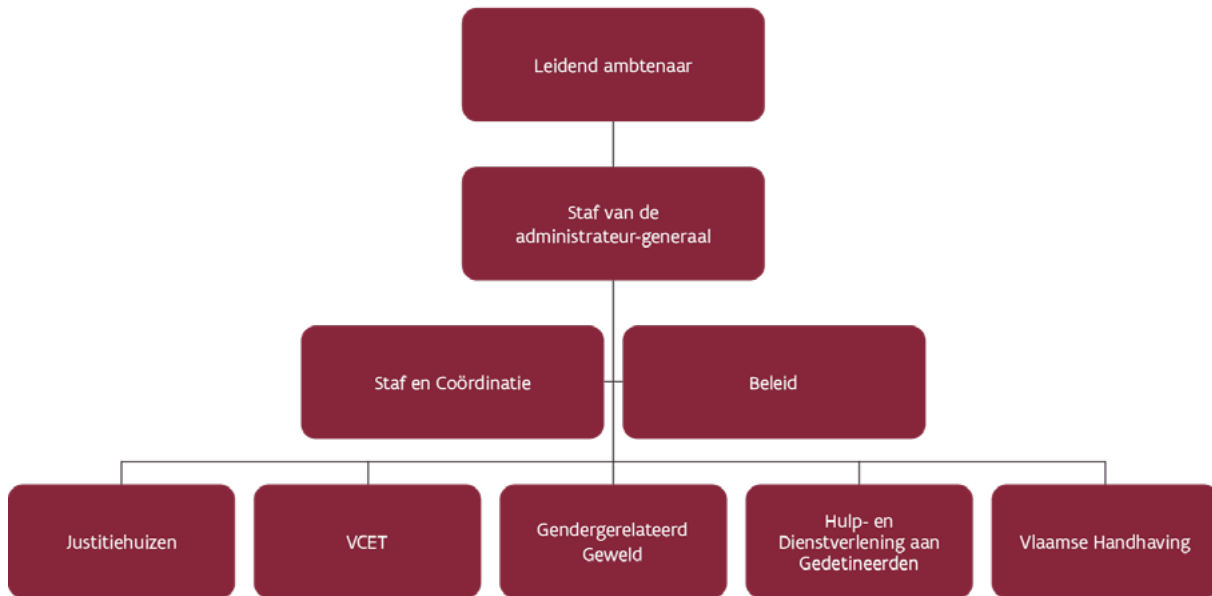 Leidend ambtenaar
Staf van de
administrateur-generaal
Staf en Coördinatie
Beleid
Justitiehuizen
VCET
Gendergerelateerd
Geweld
Hulp- en
Dienstverlening aan
Gedetineerden
Vlaamse Handhaving